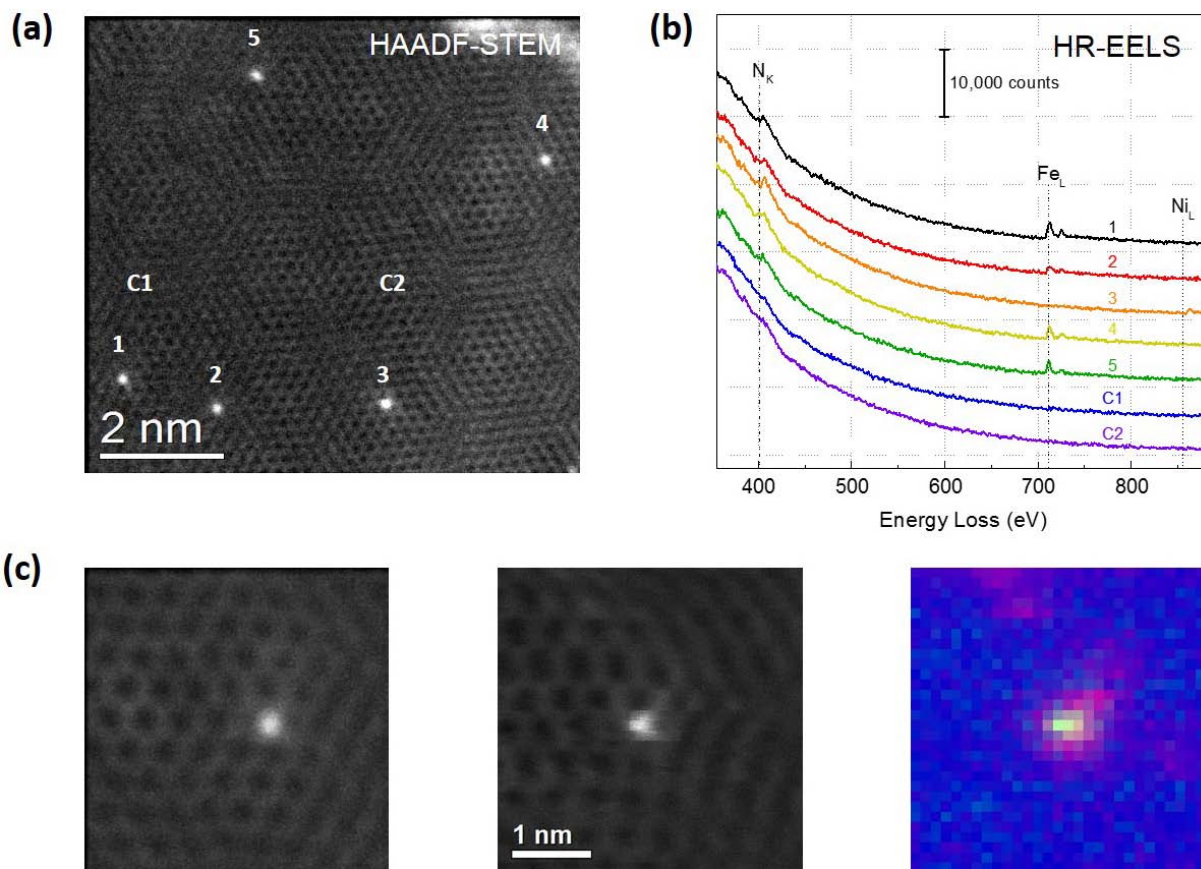 (a)
HAADF-STEM
5
4
C1
C2
1
2
3
2 nm
(b)
HR-EELS
N_K
10,000 counts
Fe_L
Ni_L
1
2
3
4
5
C1
C2
400 500 600 700 800
Energy Loss (eV)
(c)
1 nm